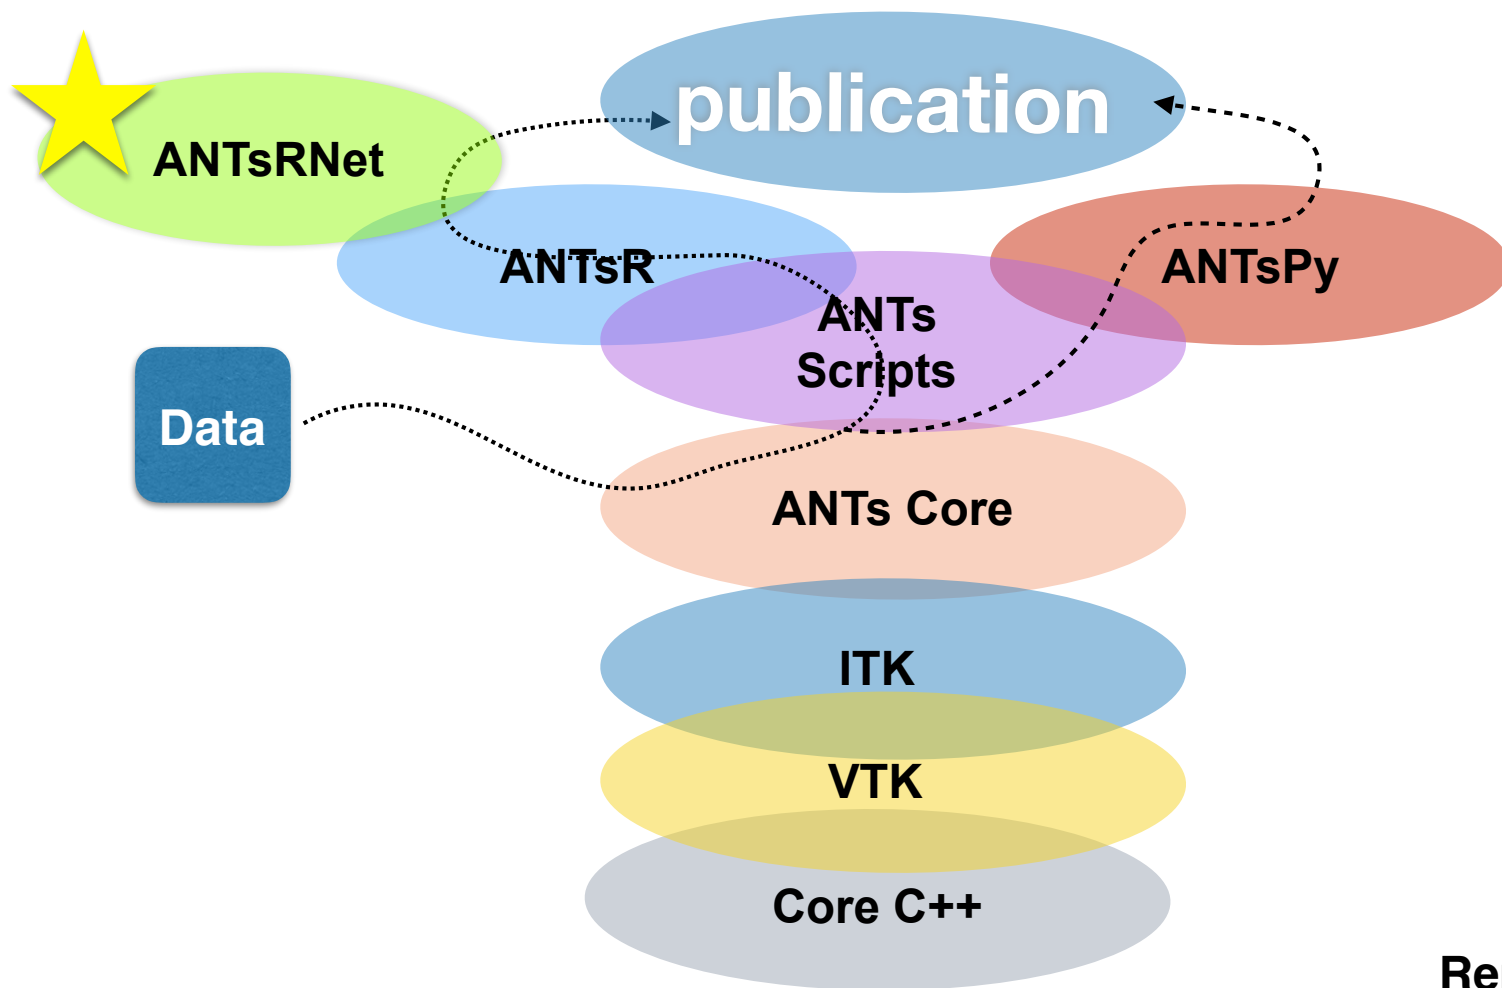 publication
ANTsRNet
ANTsR
ANTsPy
ANTs
Scripts
Data
ANTs Core
ITK
VTK
Core C++